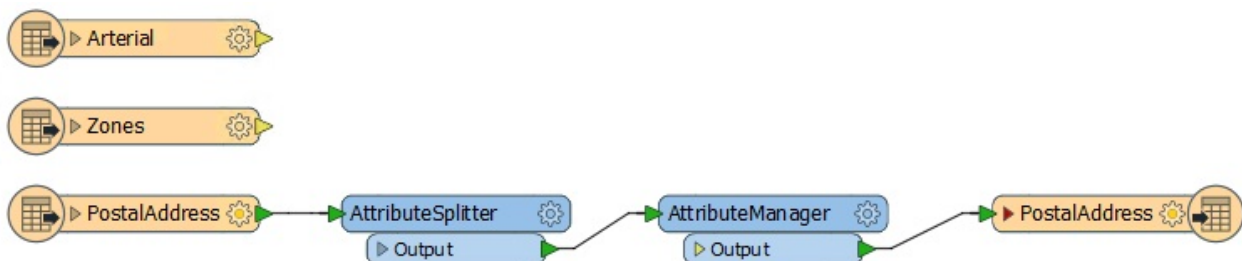 Arterial
Zones
PostalAddress
AttributeSplitter
AttributeManager
PostalAddress
Output
Output